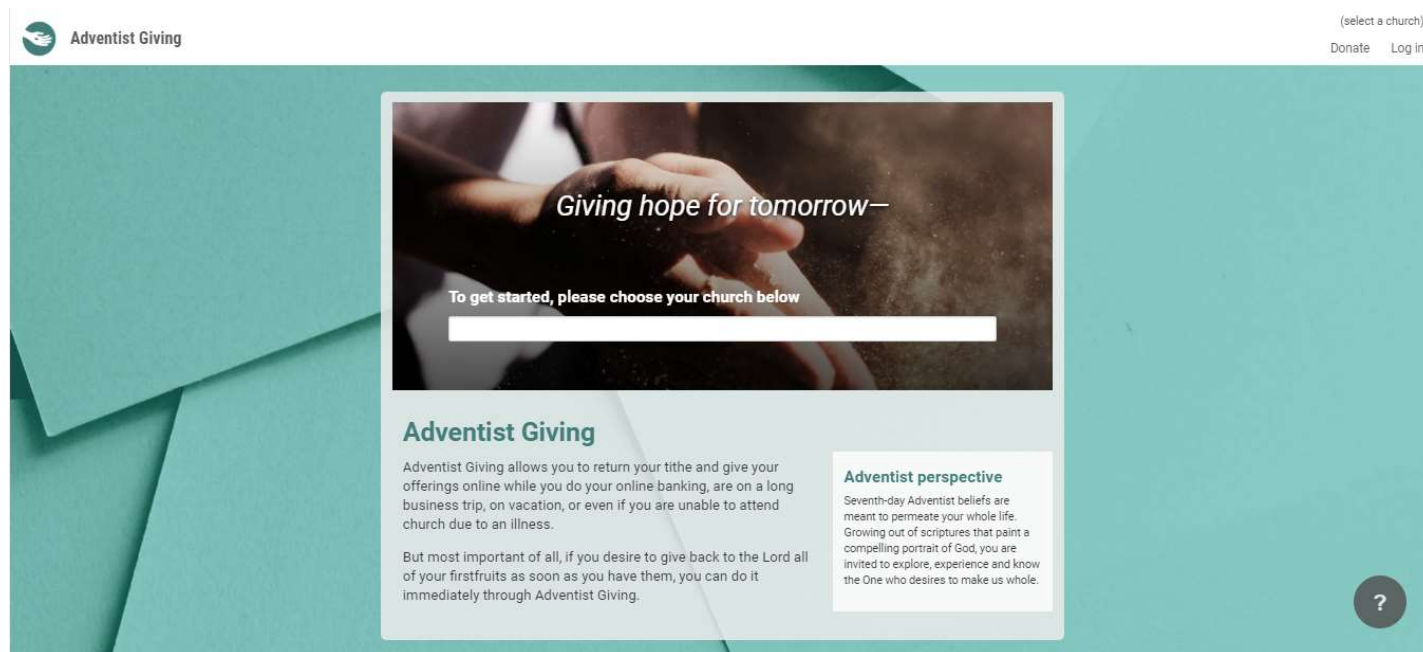 Adventist Giving
(select a church)
Donate Log in
Giving hope for tomorrow—
To get started, please choose your church below
Adventist Giving
Adventist Giving allows you to return your tithe and give your
offerings online while you do your online banking, are on a long
business trip, on vacation, or even if you are unable to attend
church due to an illness.
But most important of all, if you desire to give back to the Lord all
of your firstfruits as soon as you have them, you can do it
immediately through Adventist Giving.
Adventist perspective
Seventh-day Adventist beliefs are
meant to permeate your whole life.
Growing out of scriptures that paint a
compelling portrait of God, you are
invited to explore, experience and know
the One who desires to make us whole.
?